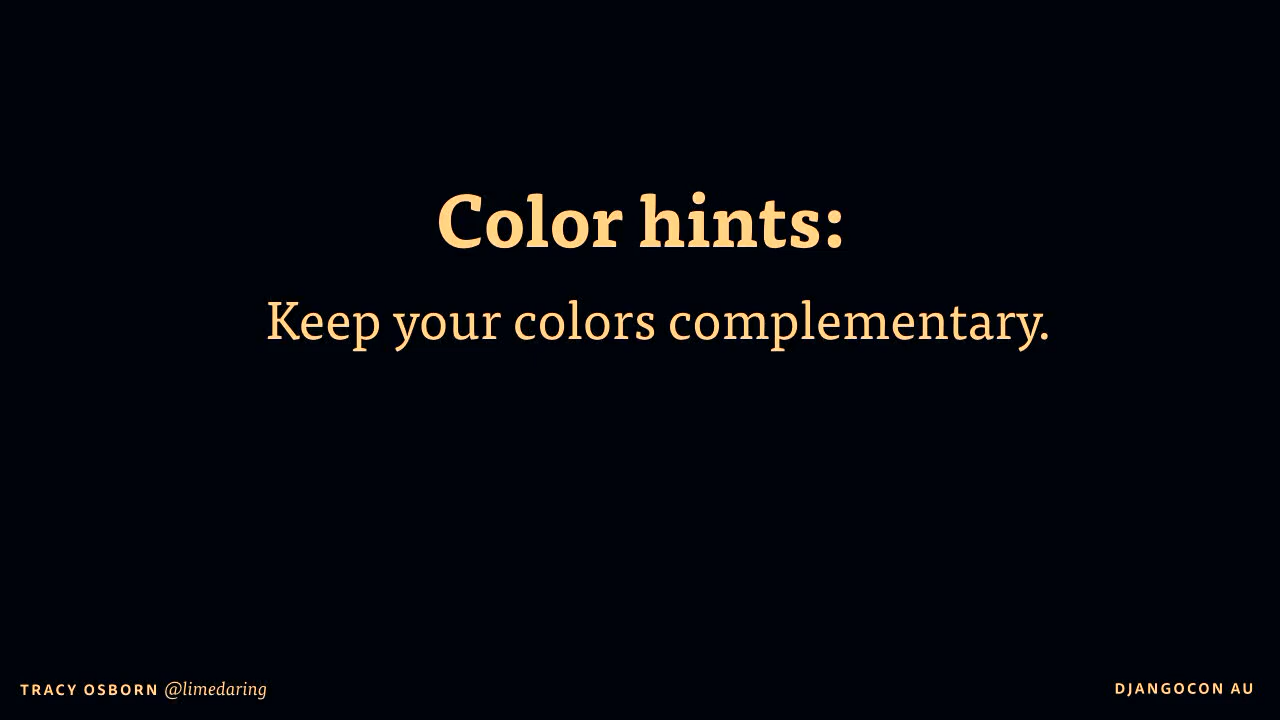 Color hints:
Keep your colors complementary.
TRACY OSBORN @limedaring
DJANGOCON AU